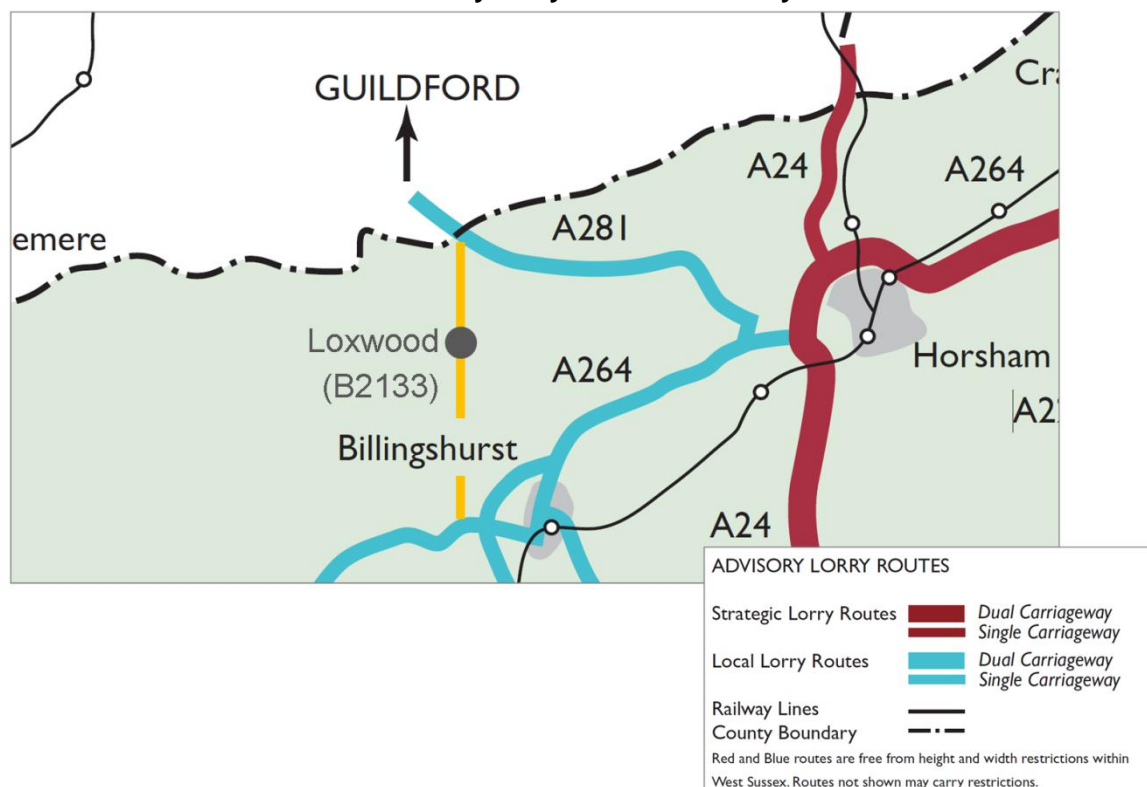 GUILDFORD
A24
A264
A281
emere
Loxwood
(B2133)
A264
Horsham
Billingshurst
A24
ADVISORY LORRY ROUTES
Strategic Lorry Routes
Dual Carriageway
Single Carriageway
Local Lorry Routes
Dual Carriageway
Single Carriageway
Railway Lines
County Boundary
Red and Blue routes are free from height and width restrictions within
West Sussex. Routes not shown may carry restrictions.